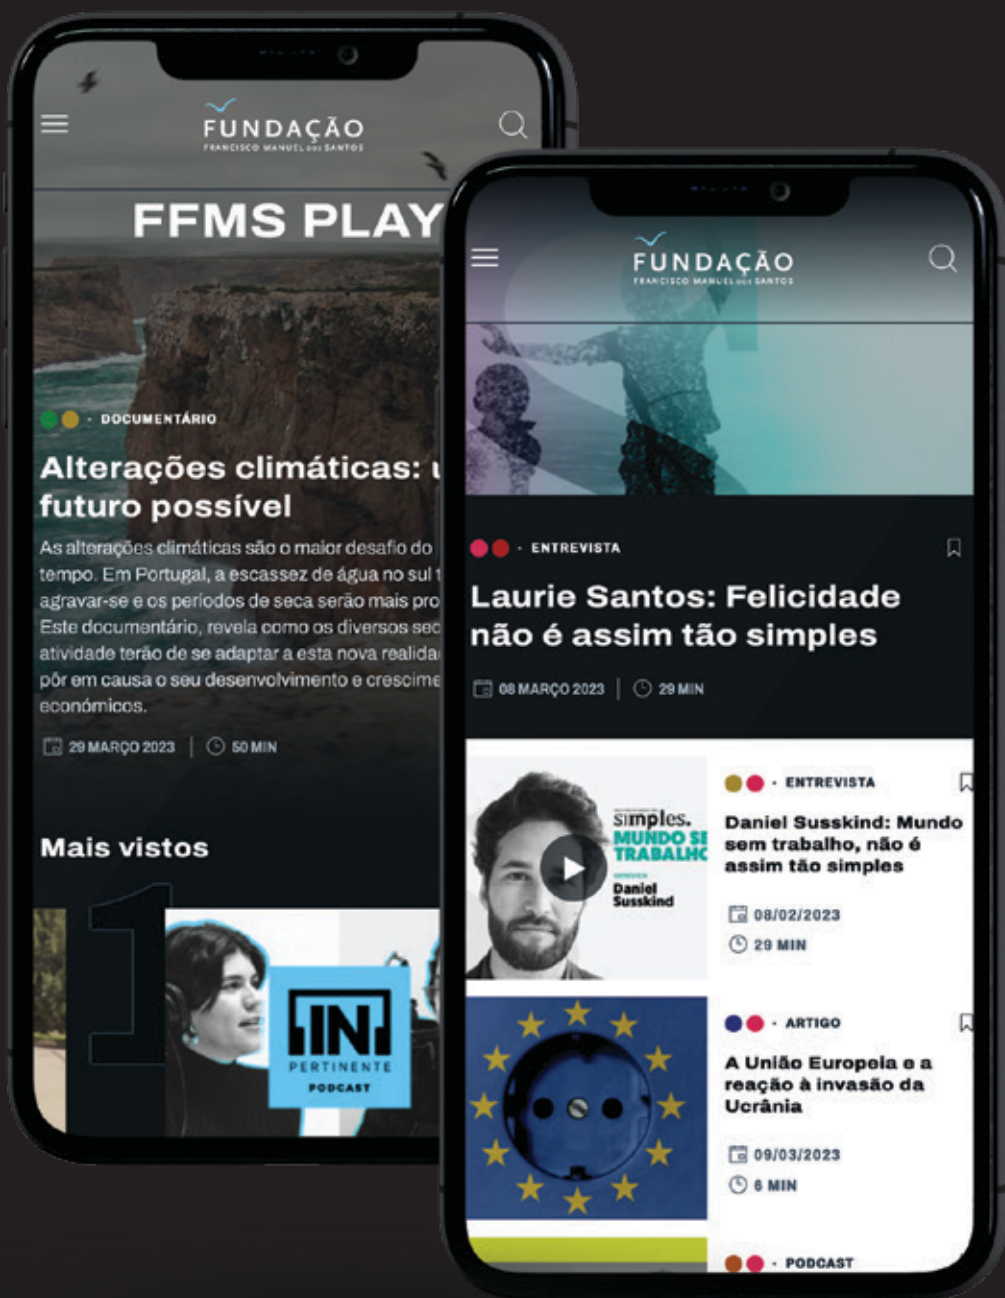 FUNDAÇÃO
FRANCISCO MANUEL DOS SANTOS
FFMS PLAY
DOCUMENTÁRIO
Alterações climáticas:
futuro possível
As alterações climáticas são o maior desafio do
tempo. Em Portugal, a escassez de água no sul
agravar-se e os períodos de seca serão mais
Este documentário, revela como os diversos
atividade terão de se adaptar a esta nova
pôr em causa o seu desenvolvimento e
económicos.
29 MARÇO 2023 | 50 MIN
Mais vistos
1
IN
PERTINENTE
PODCAST
FUNDAÇÃO
FRANCISCO MANUEL DOS SANTOS
ENTREVISTA
Laurie Santos: Felicidade
não é assim tão simples
08 MARÇO 2023 | 29 MIN
simples.
MUNDO SE
TRABALHO
Daniel
Susskind
ENTREVISTA
Daniel Susskind: Mundo
sem trabalho, não é
assim tão simples
08/02/2023
29 MIN
ARTIGO
A União Europeia e a
reação à invasão da
Ucrânia
09/03/2023
6 MIN
PODCAST